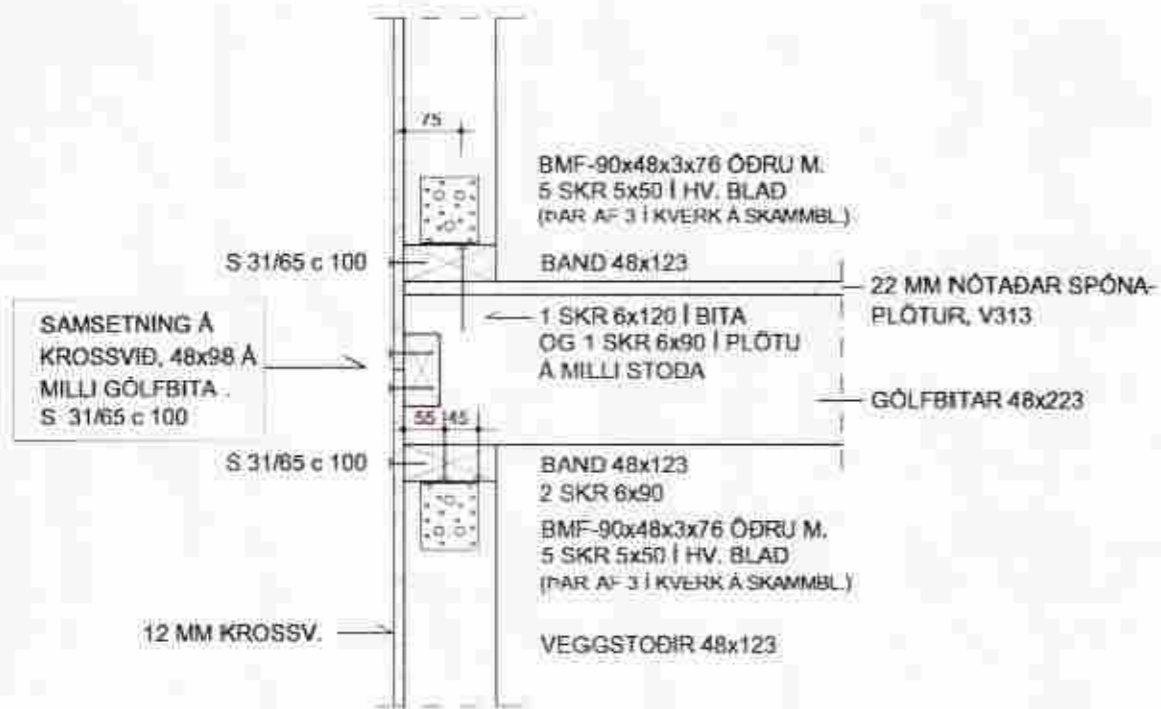 75
BMF-90x48x3x76 ÖÐRU M.
5 SKR 5x50 Í HV. BLAÐ
(ÞAR AF 3 Í KVERK Á SKAMMBL.)
S 31/65 c 100
BAND 48x123
22 MM NÓTAÐAR SPÓNA-
PLÖTUR, V313
1 SKR 6x120 Í BITA
OG 1 SKR 6x90 Í PLÖTU
Á MILLI STOÐA
SAMSETNING Á
KROSSVIÐ, 48x98 Á
MILLI GÓLFBITA .
S 31/65 c 100
GÓLFBITAR 48x223
55 45
S 31/65 c 100
BAND 48x123
2 SKR 6x90
BMF-90x48x3x76 ÖÐRU M.
5 SKR 5x50 Í HV. BLAÐ
(ÞAR AF 3 Í KVERK Á SKAMMBL.)
12 MM KROSSV.
VEGGSTOÐIR 48x123